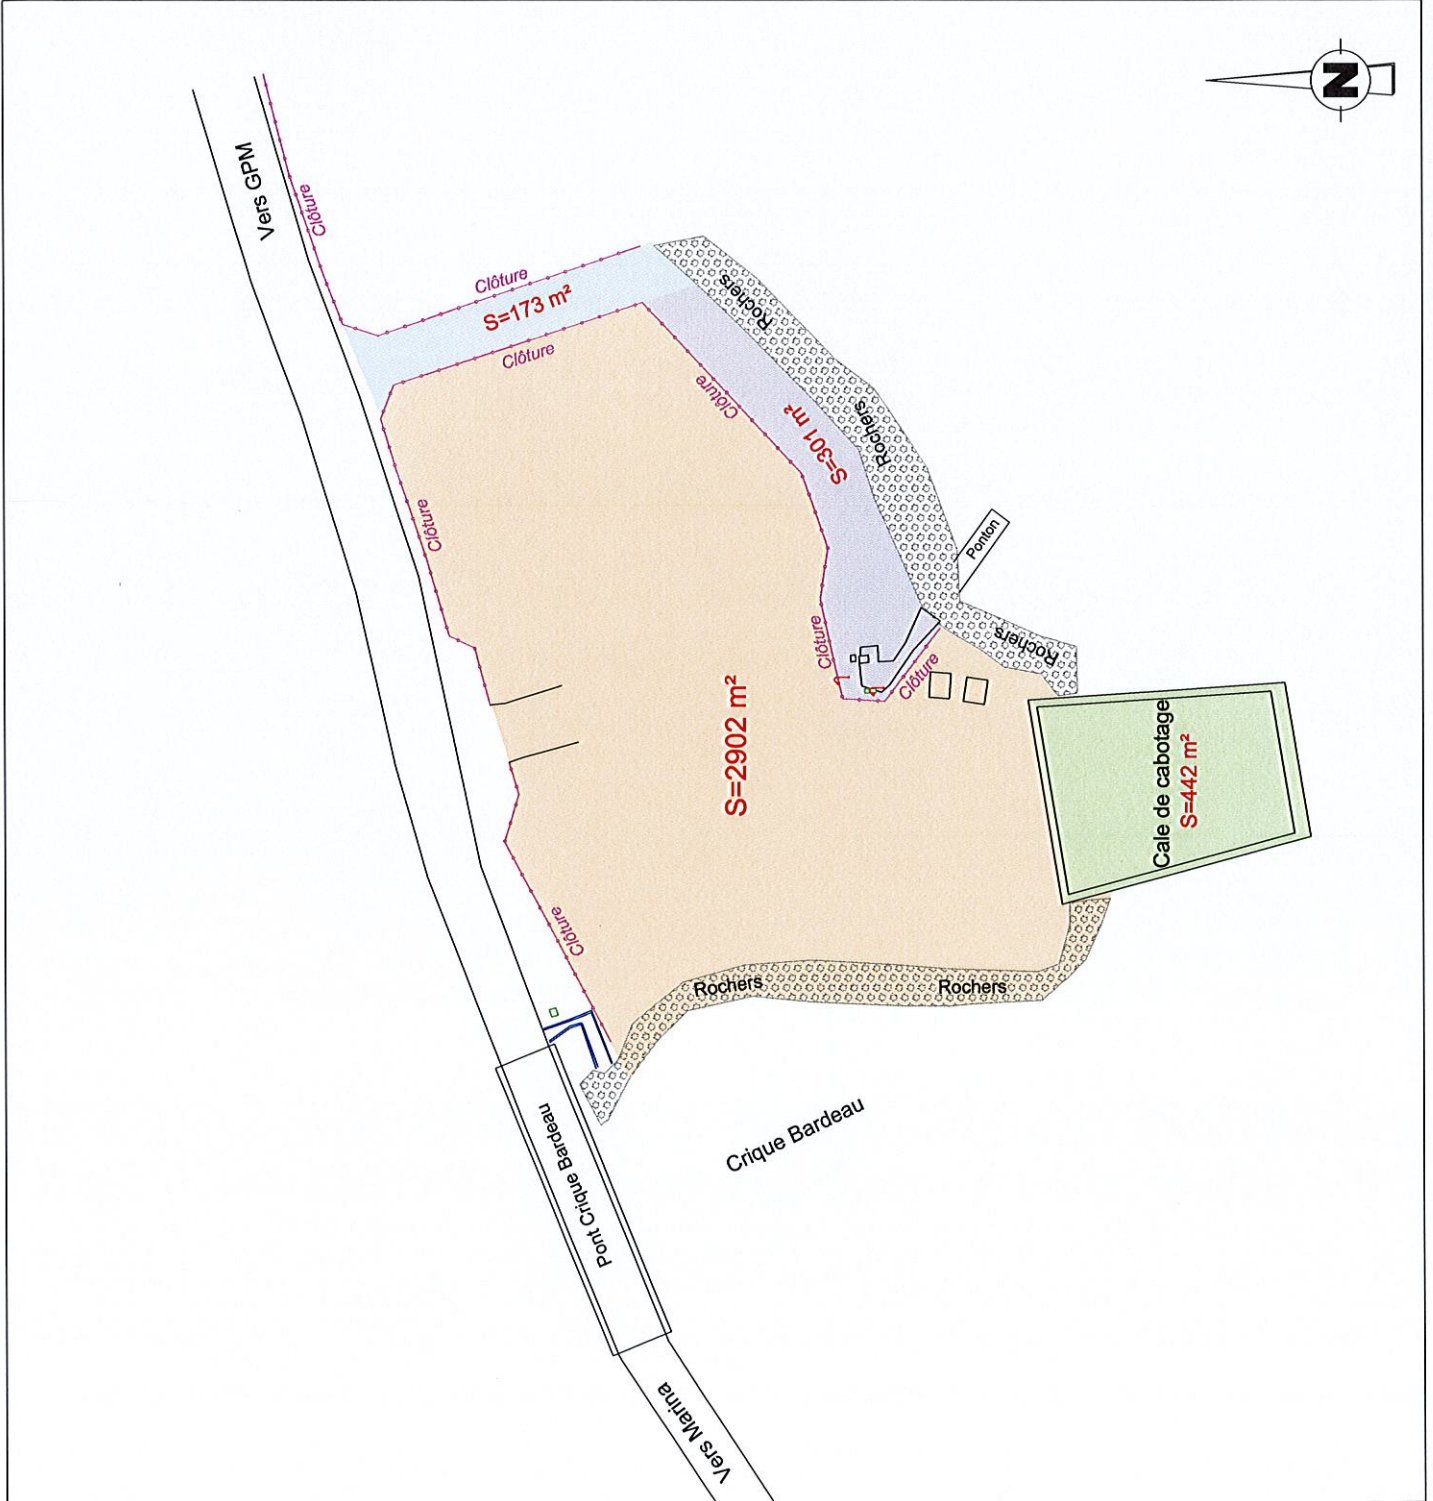 N
Vers GPM
Clôture
Clôture
S=173 m²
Clôture
Rochers
Clôture
S=301 m²
Rochers
Clôture
Ponton
Clôture
Rochers
Clôture
S=2902 m²
Cale de cabotage
S=442 m²
Clôture
Rochers
Rochers
Crique Bardeau
Pont Crique Bardeau
Vers Marina